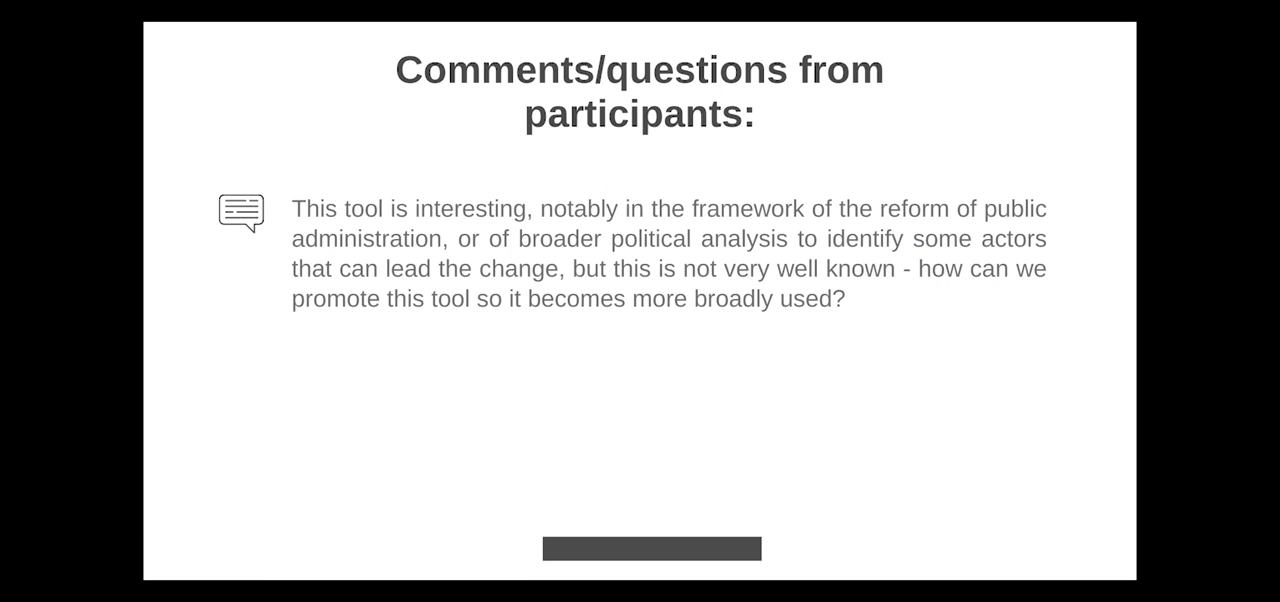 Comments/questions from
participants:
This tool is interesting, notably in the framework of the reform of public
administration, or of broader political analysis to identify some actors
that can lead the change, but this is not very well known - how can we
promote this tool so it becomes more broadly used?